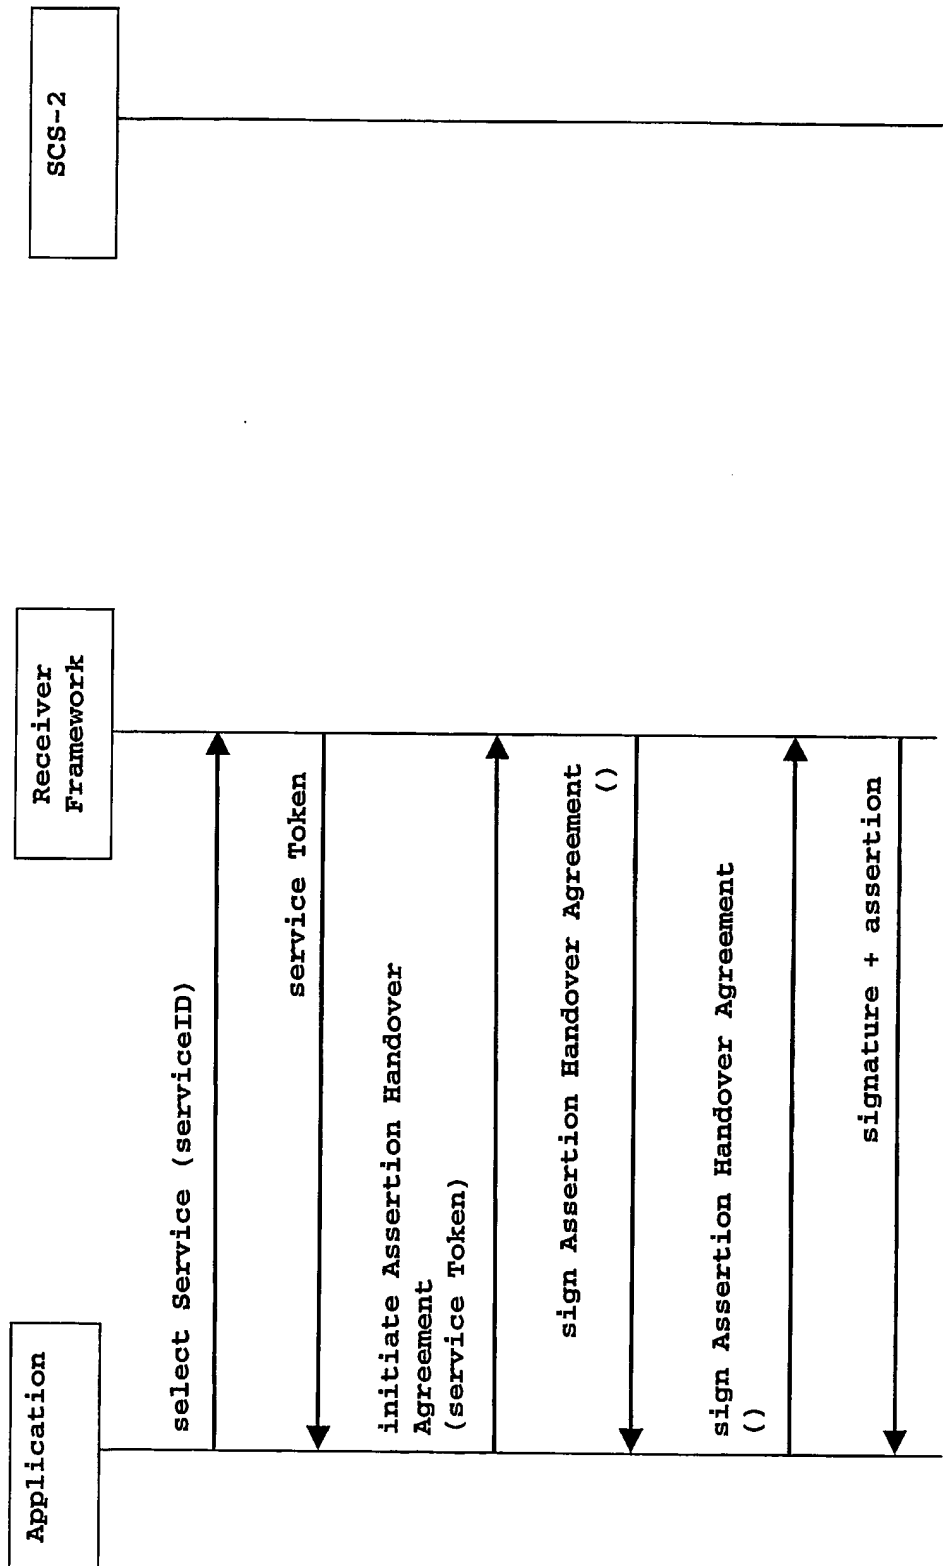 Application
Receiver
Framework
SCS-2
select Service (serviceID)
service Token
initiate Assertion Handover
Agreement
(service Token)
sign Assertion Handover Agreement
()
sign Assertion Handover Agreement
()
signature + assertion